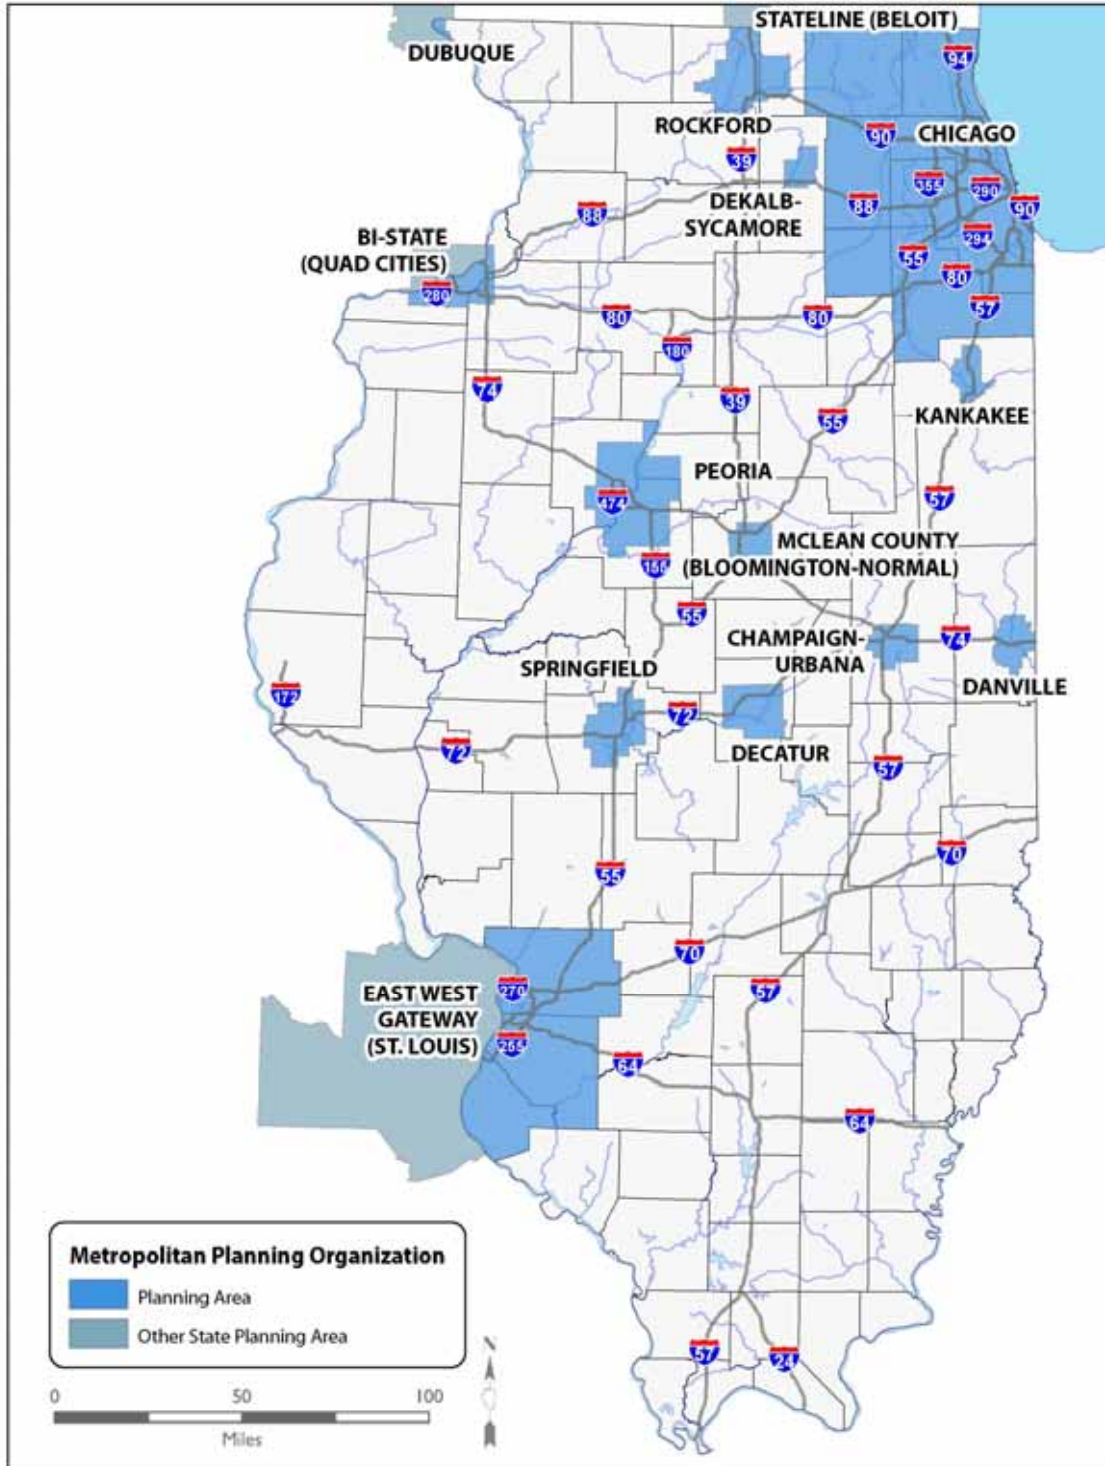 STATELINE (BELOIT)
DUBUQUE
94
ROCKFORD
90
CHICAGO
39
355
290
88
DEKALB-
SYCAMORE
88
90
BI-STATE
(QUAD CITIES)
294
55
80
280
57
80
80
180
74
39
55
KANKAKEE
PEORIA
474
57
MCLEAN COUNTY
(BLOOMINGTON-NORMAL)
155
55
CHAMPAIGN-
URBANA
74
SPRINGFIELD
DANVILLE
172
72
72
DECATUR
57
70
55
70
EAST WEST
GATEWAY
(ST. LOUIS)
270
57
255
64
64
Metropolitan Planning Organization
Planning Area
Other State Planning Area
0 50 100
Miles
N
57
24